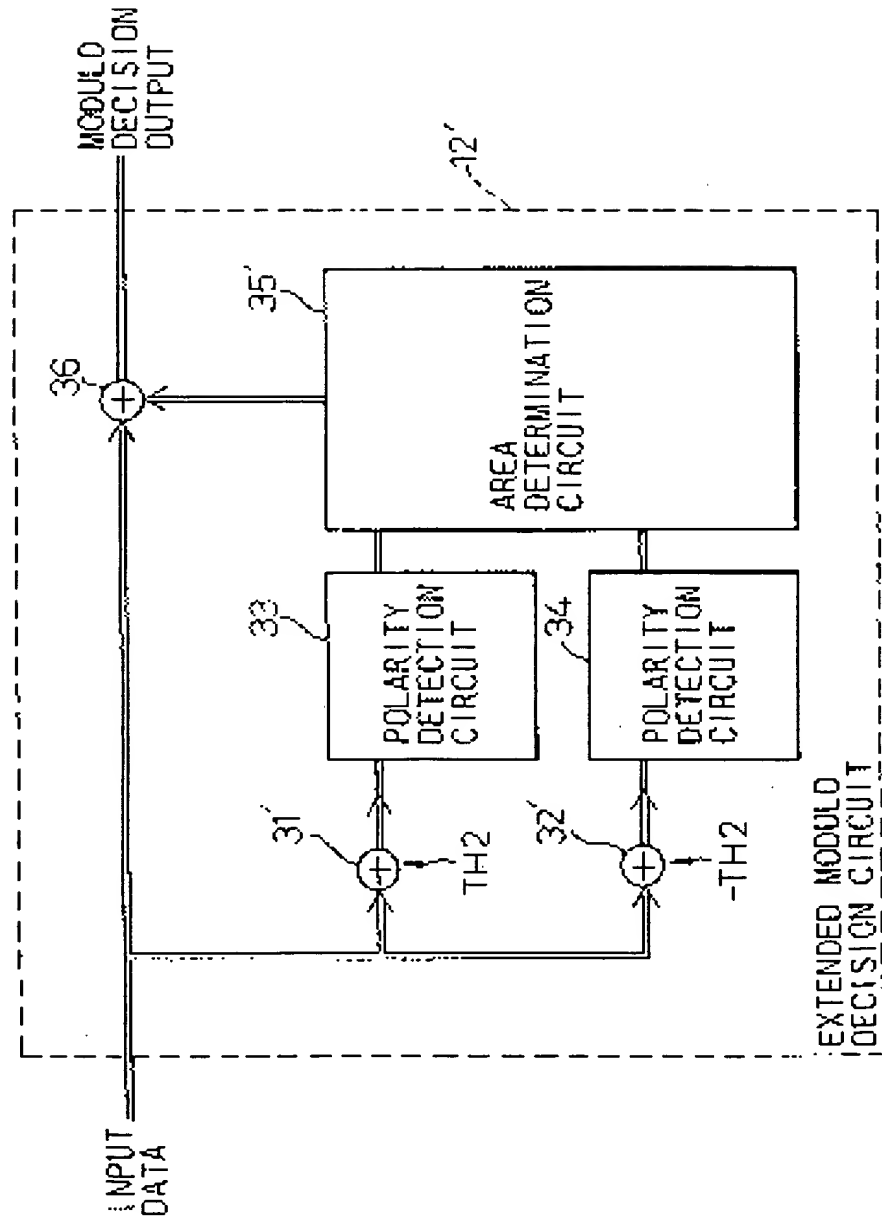 INPUT
DATA
MODULO
DECISION
OUTPUT
36
12'
31'
TH2
33
POLARITY
DETECTION
CIRCUIT
35'
AREA
DETERMINATION
CIRCUIT
32'
-TH2
34
POLARITY
DETECTION
CIRCUIT
EXTENDED MODULO
DECISION CIRCUIT